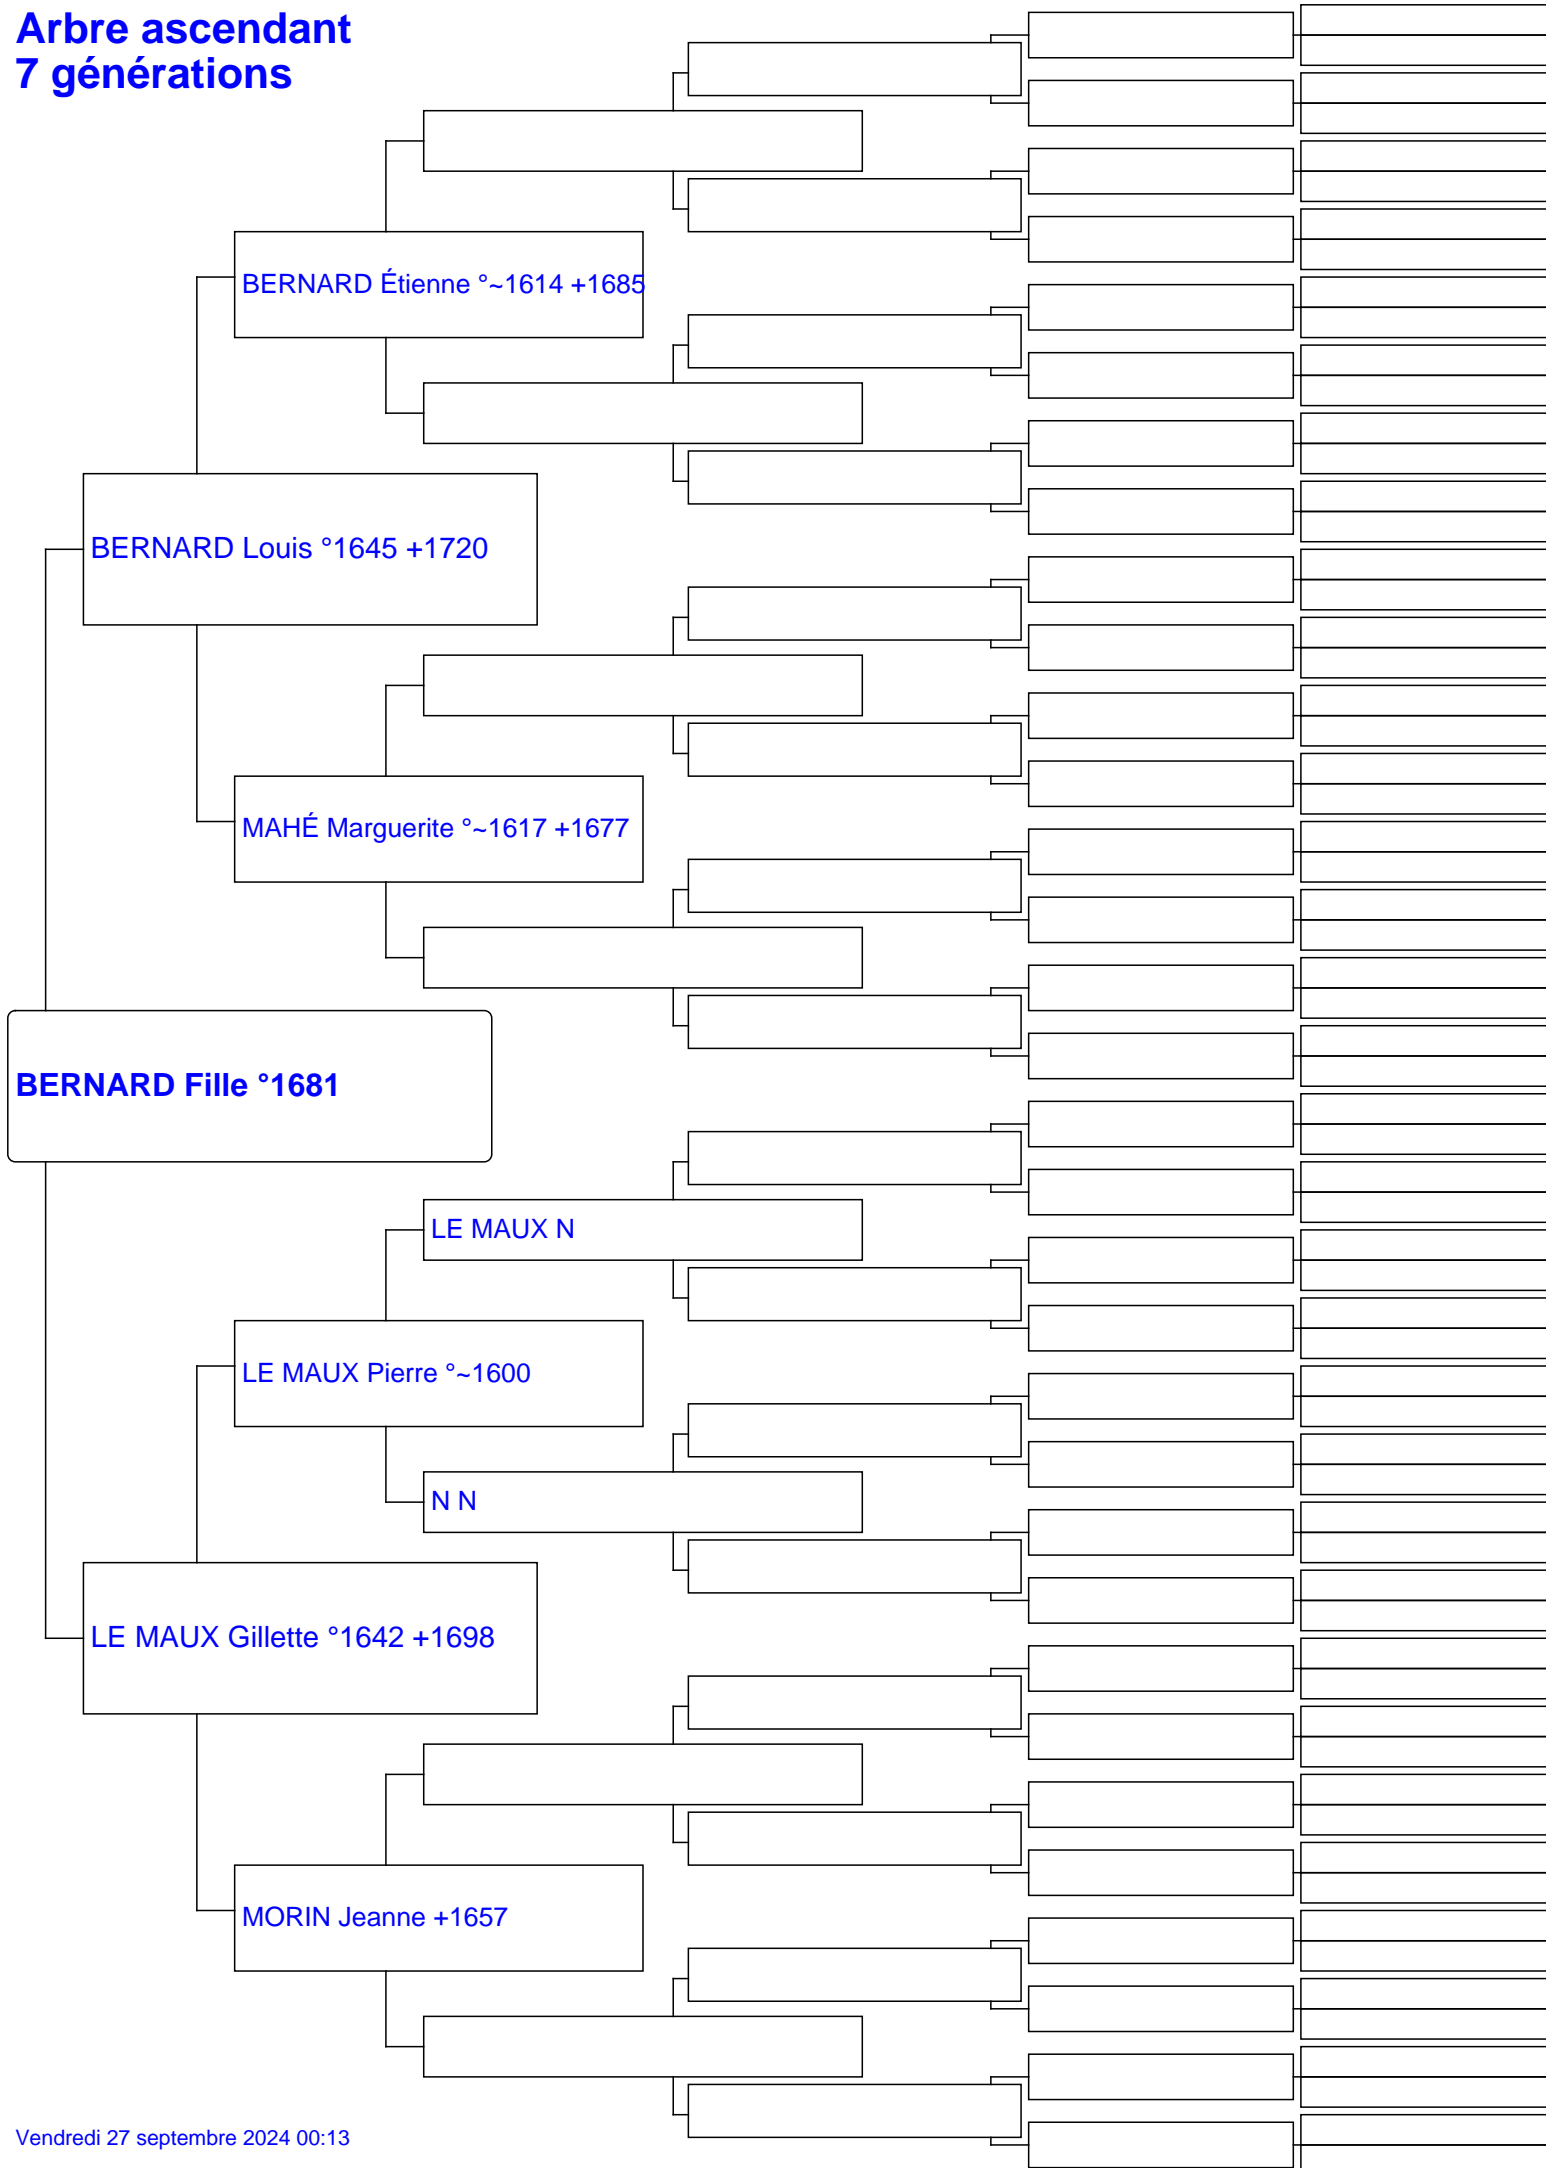 Arbre ascendant
7 générations
BERNARD Étienne °~1614 +1685
BERNARD Louis °1645 +1720
MAHÉ Marguerite °~1617 +1677
BERNARD Fille °1681
LE MAUX N
LE MAUX Pierre °~1600
N N
LE MAUX Gillette °1642 +1698
MORIN Jeanne +1657
Vendredi 27 septembre 2024 00:13